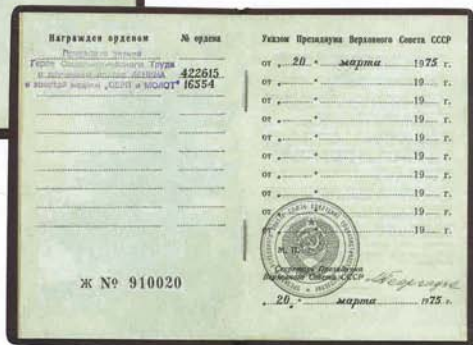 Награжден орденом № ордена
Присвоено звание
Героя Социалистического Труда
и вручением ордена ЛЕНИНА 422615
и золотой медали „СЕРП и МОЛОТ" 16554
Ж № 910020
Указом Президиума Верховного Совета СССР
от „ 20 " марта 1975 г.
от „ " 19 г.
от „ " 19 г.
от „ " 19 г.
от „ " 19 г.
от „ " 19 г.
от „ " 19 г.
от „ " 19 г.
от „ " 19 г.
от „ " 19 г.
М. П.
Секретарь Президиума
Верховного Совета СССР
„ 20 " марта 1975 г.